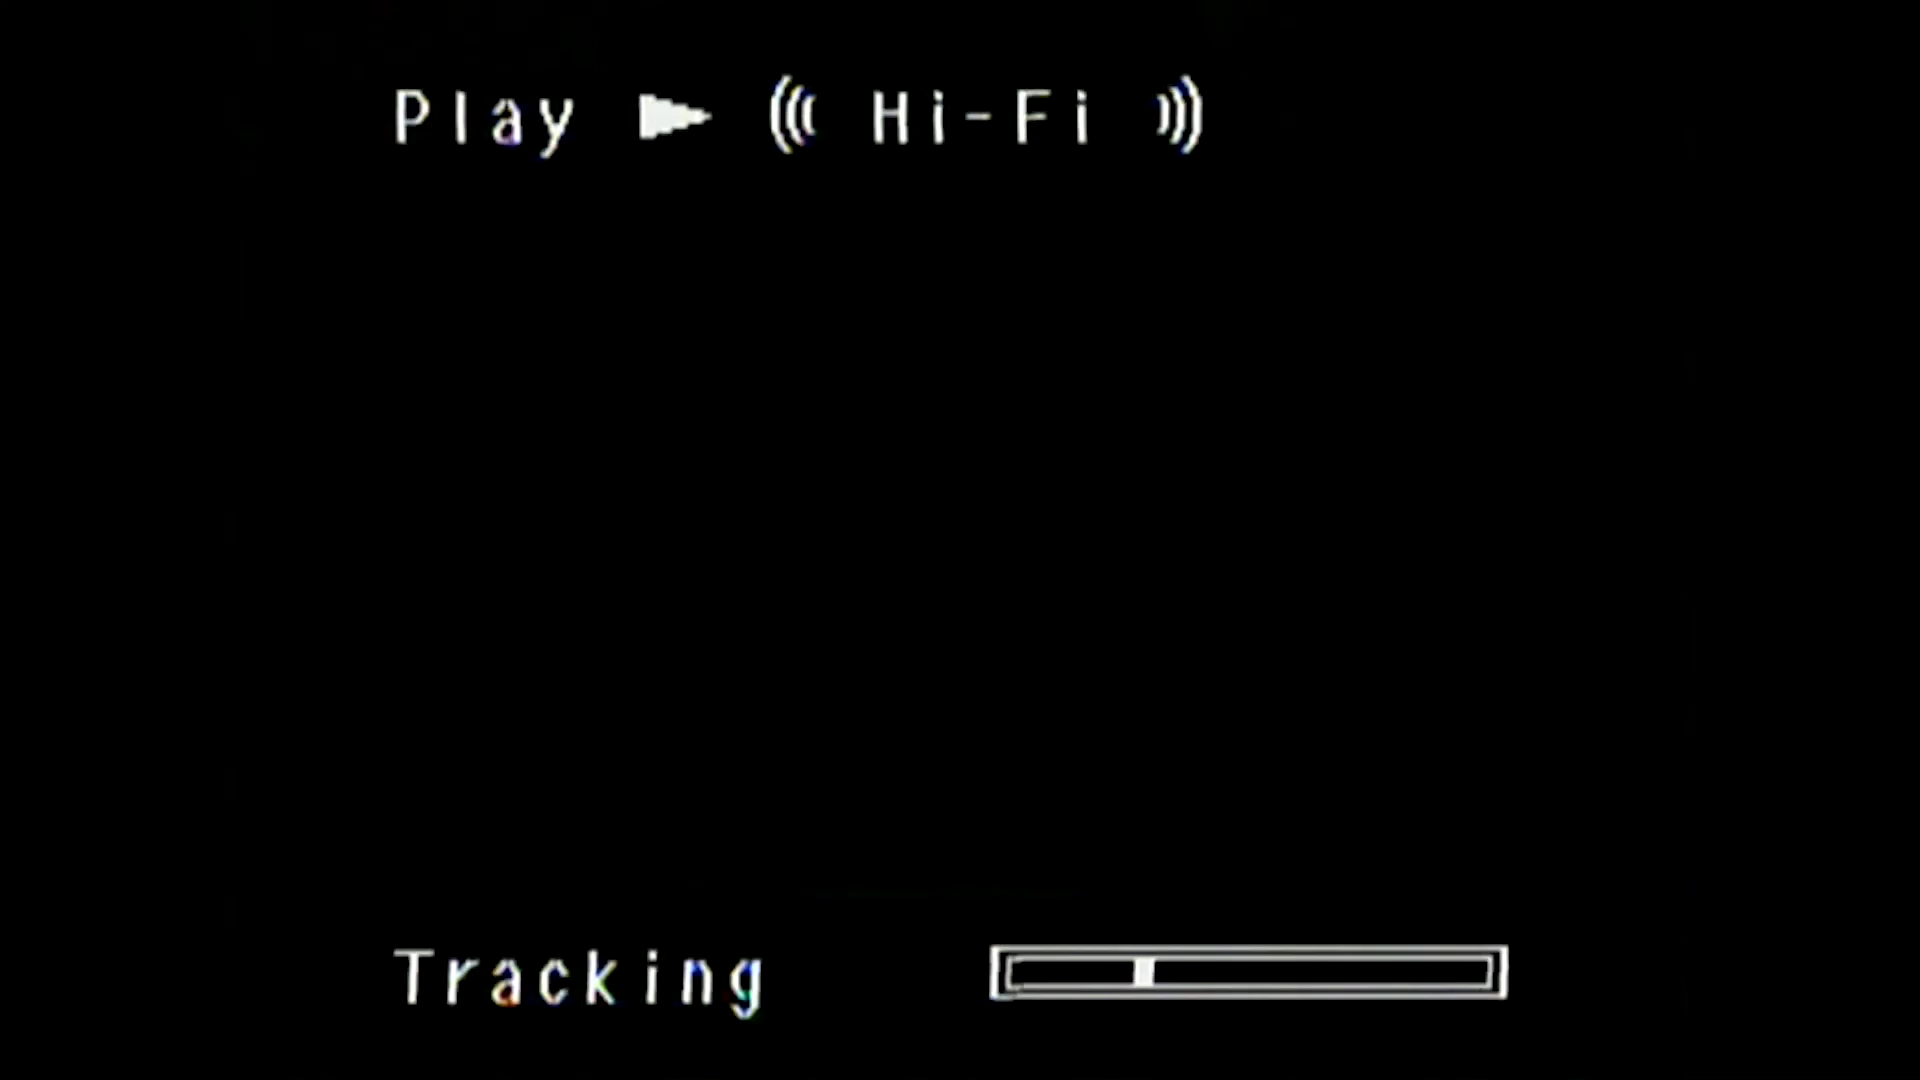 Play ► ((( Hi-Fi )))
Tracking